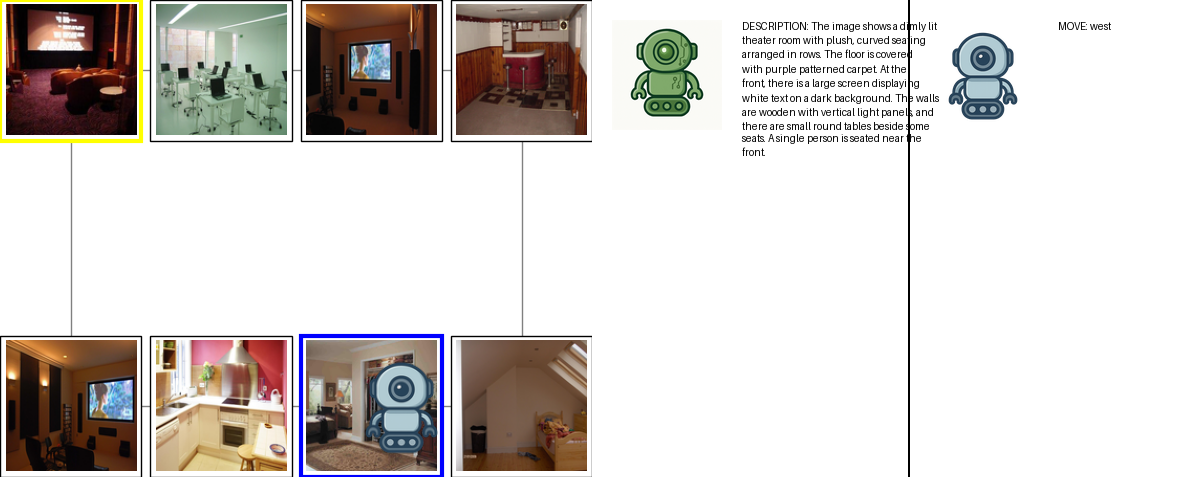 DESCRIPTION: The image shows a dimly lit
theater room with plush, curved seating
arranged in rows. The floor is covered
with purple patterned carpet. At the
front, there is a large screen displaying
white text on a dark background. The walls
are wooden with vertical light panels, and
there are small round tables beside some
seats. A single person is seated near the
front.
MOVE: west